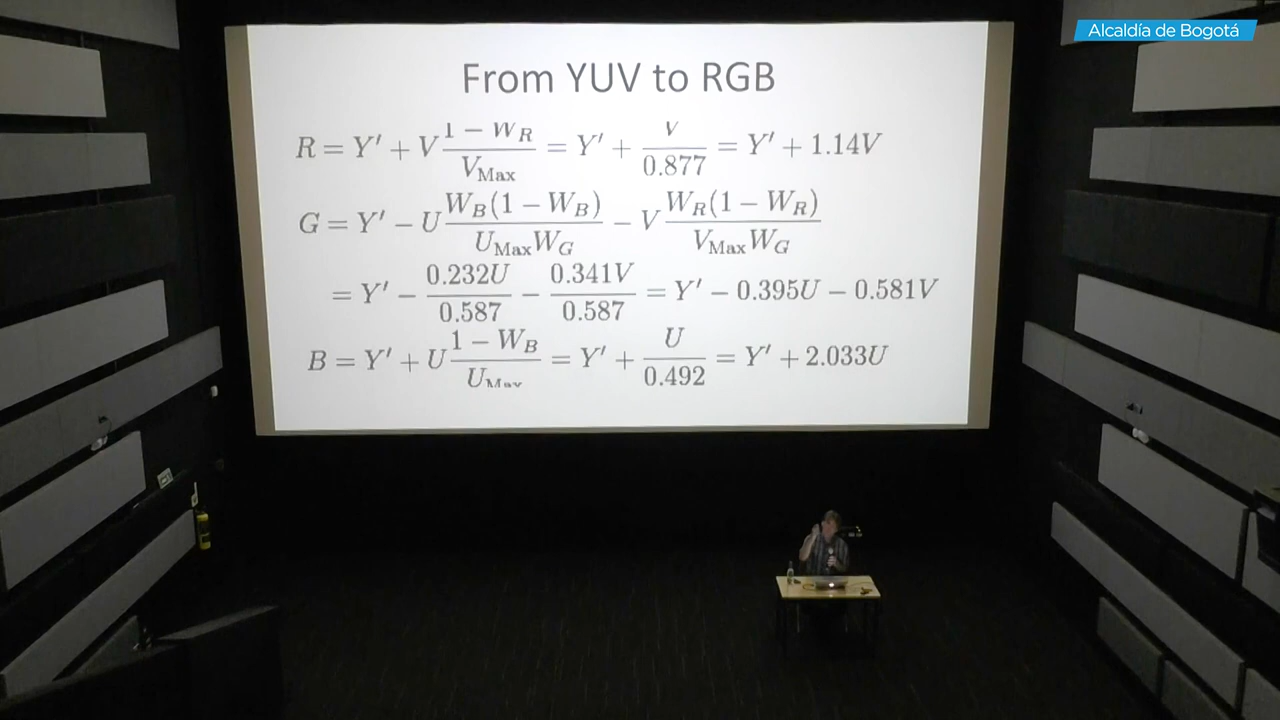 Alcaldía de Bogotá
From YUV to RGB
R = Y′ + V (1 − W_R)/V_Max = Y′ + V/0.877 = Y′ + 1.14V
G = Y′ − U W_B(1 − W_B)/(U_Max W_G) − V W_R(1 − W_R)/(V_Max W_G)
= Y′ − 0.232U/0.587 − 0.341V/0.587 = Y′ − 0.395U − 0.581V
B = Y′ + U (1 − W_B)/U_Max = Y′ + U/0.492 = Y′ + 2.033U